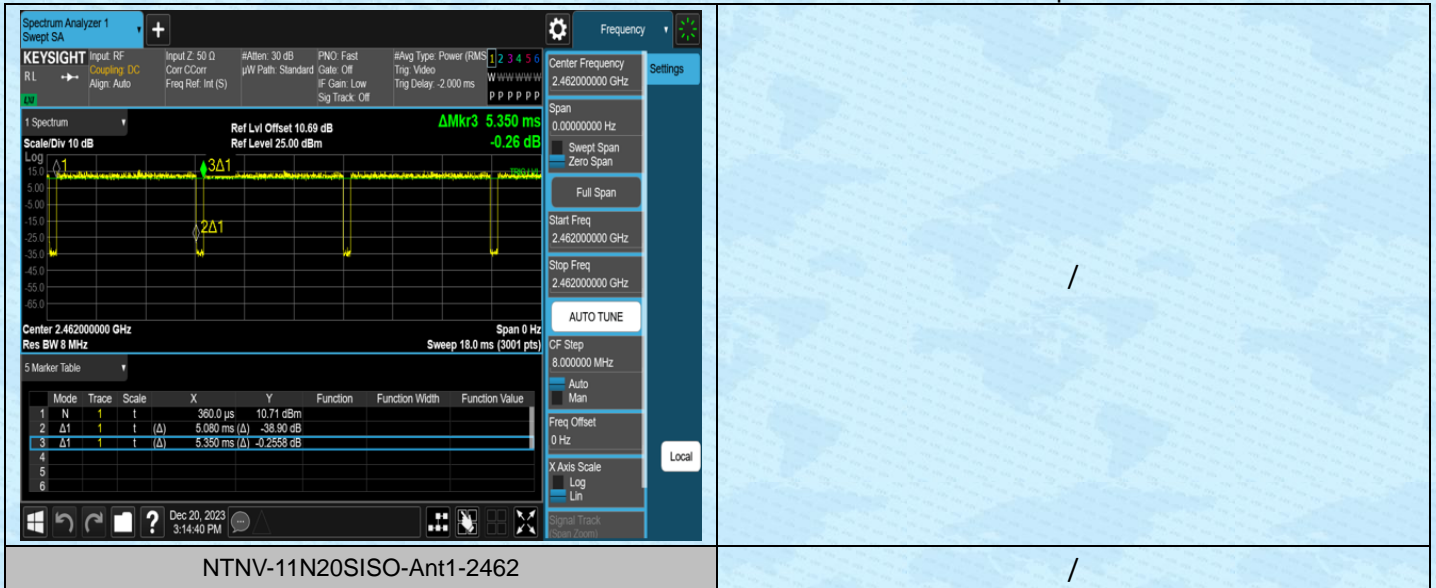 Spectrum Analyzer 1
Swept SA
+
Frequency
KEYSIGHT Input: RF Input Z: 50 Ω #Atten: 30 dB PNO: Fast #Avg Type: Power (RMS 1 2 3 4 5 6
RL Coupling: DC Corr CCorr µW Path: Standard Gate: Off Trig: Video W W W W W W
Align: Auto Freq Ref: Int (S) IF Gain: Low Trig Delay: -2.000 ms
Sig Track: Off P P P P P P
LXI
Settings
Center Frequency
2.462000000 GHz
Span
0.00000000 Hz
Swept Span
Zero Span
Full Span
Start Freq
2.462000000 GHz
Stop Freq
2.462000000 GHz
AUTO TUNE
CF Step
8.000000 MHz
Auto
Man
Freq Offset
0 Hz
X Axis Scale
Log
Lin
Signal Track
(Span Zoom)
Local
1 Spectrum
Ref Lvl Offset 10.69 dB
ΔMkr3 5.350 ms
Scale/Div 10 dB
Ref Level 25.00 dBm
-0.26 dB
Log
1
3Δ1
2Δ1
15.0
5.00
-5.00
-15.0
-25.0
-35.0
-45.0
-55.0
-65.0
Center 2.462000000 GHz
Span 0 Hz
Res BW 8 MHz
Sweep 18.0 ms (3001 pts)
5 Marker Table
Mode Trace Scale X Y Function Function Width Function Value
1 N 1 t 360.0 µs 10.71 dBm
2 Δ1 1 t (Δ) 5.080 ms (Δ) -38.90 dB
3 Δ1 1 t (Δ) 5.350 ms (Δ) -0.2558 dB
4
5
6
?
Dec 20, 2023
3:14:40 PM
/
NTNV-11N20SISO-Ant1-2462
/